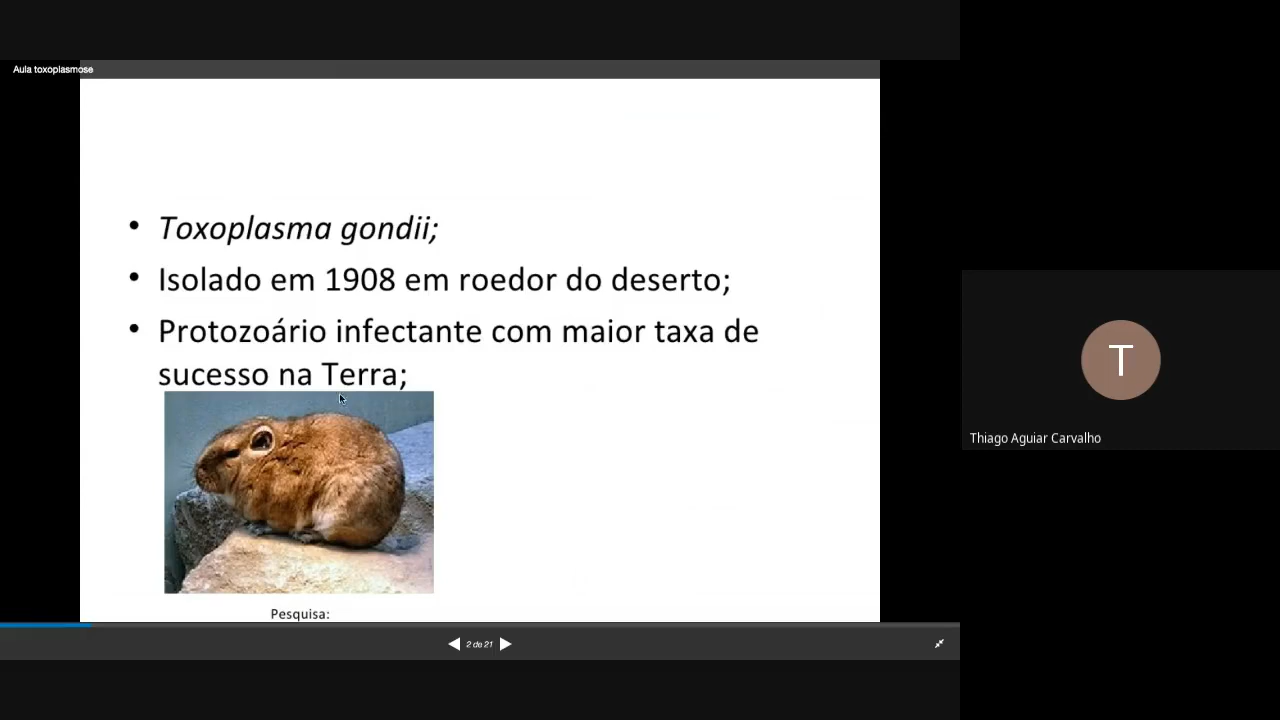 Aula toxoplasmose
• Toxoplasma gondii;
• Isolado em 1908 em roedor do deserto;
• Protozoário infectante com maior taxa de
sucesso na Terra;
Pesquisa:
2 de 21
T
Thiago Aguiar Carvalho